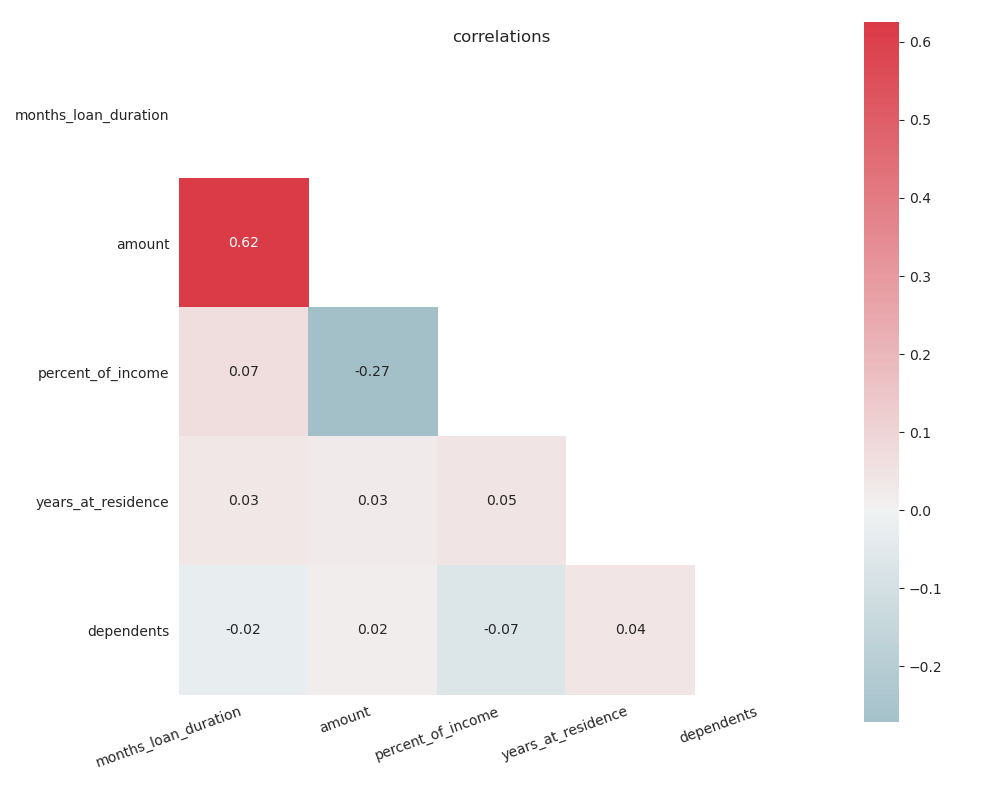 correlations
months_loan_duration
amount
0.62
percent_of_income
0.07 -0.27
years_at_residence
0.03 0.03 0.05
dependents
-0.02 0.02 -0.07 0.04
months_loan_duration
amount
percent_of_income
years_at_residence
dependents
0.6
0.5
0.4
0.3
0.2
0.1
0.0
−0.1
−0.2